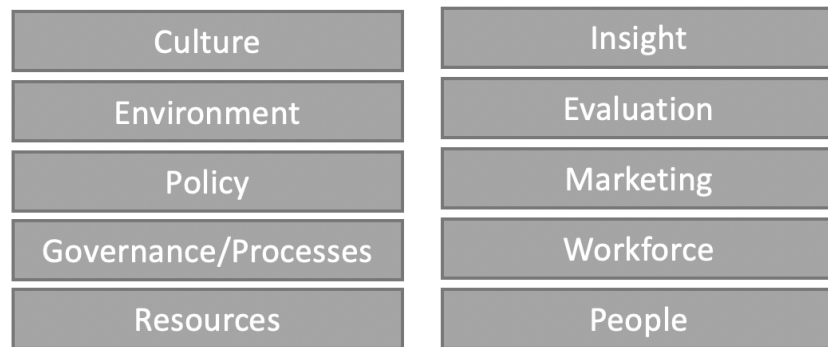 Culture
Environment
Policy
Governance/Processes
Resources
Insight
Evaluation
Marketing
Workforce
People